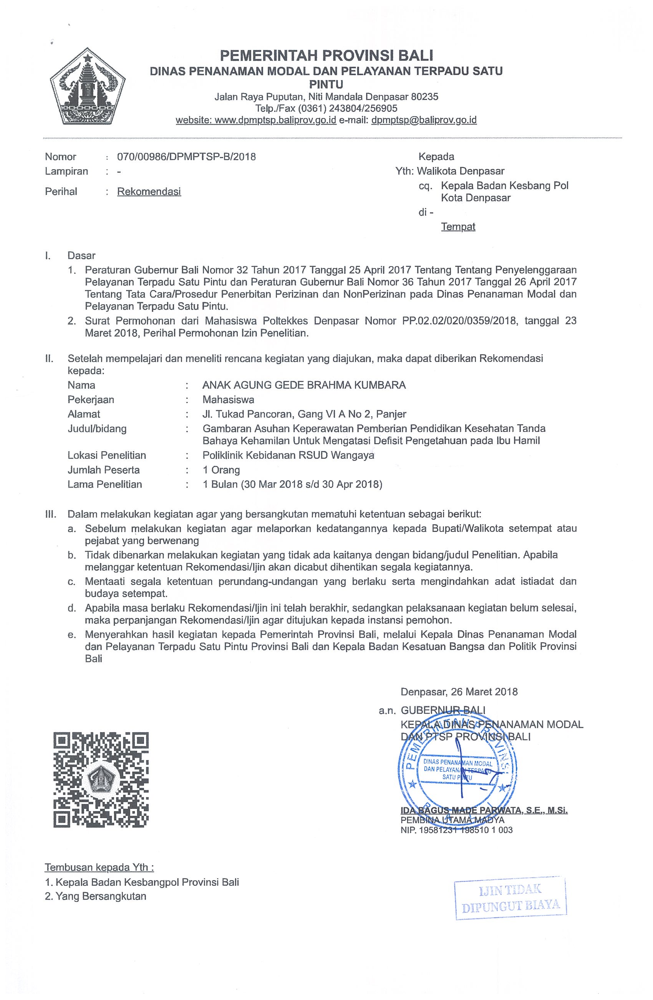 PEMERINTAH PROVINSI BALI
DINAS PENANAMAN MODAL DAN PELAYANAN TERPADU SATU
PINTU
Jalan Raya Puputan, Niti Mandala Denpasar 80235
Telp./Fax (0361) 243804/256905
website: www.dpmptsp.baliprov.go.id e-mail: dpmptsp@baliprov.go.id
Nomor : 070/00986/DPMPTSP-B/2018
Lampiran : -
Perihal : Rekomendasi
Kepada
Yth: Walikota Denpasar
cq. Kepala Badan Kesbang Pol
Kota Denpasar
di -
Tempat
I. Dasar
1. Peraturan Gubernur Bali Nomor 32 Tahun 2017 Tanggal 25 April 2017 Tentang Tentang Penyelenggaraan
Pelayanan Terpadu Satu Pintu dan Peraturan Gubernur Bali Nomor 36 Tahun 2017 Tanggal 26 April 2017
Tentang Tata Cara/Prosedur Penerbitan Perizinan dan NonPerizinan pada Dinas Penanaman Modal dan
Pelayanan Terpadu Satu Pintu.
2. Surat Permohonan dari Mahasiswa Poltekkes Denpasar Nomor PP.02.02/020/0359/2018, tanggal 23
Maret 2018, Perihal Permohonan Izin Penelitian.
II. Setelah mempelajari dan meneliti rencana kegiatan yang diajukan, maka dapat diberikan Rekomendasi
kepada:
Nama : ANAK AGUNG GEDE BRAHMA KUMBARA
Pekerjaan : Mahasiswa
Alamat : Jl. Tukad Pancoran, Gang VI A No 2, Panjer
Judul/bidang : Gambaran Asuhan Keperawatan Pemberian Pendidikan Kesehatan Tanda
Bahaya Kehamilan Untuk Mengatasi Defisit Pengetahuan pada Ibu Hamil
Lokasi Penelitian : Poliklinik Kebidanan RSUD Wangaya
Jumlah Peserta : 1 Orang
Lama Penelitian : 1 Bulan (30 Mar 2018 s/d 30 Apr 2018)
III. Dalam melakukan kegiatan agar yang bersangkutan mematuhi ketentuan sebagai berikut:
a. Sebelum melakukan kegiatan agar melaporkan kedatangannya kepada Bupati/Walikota setempat atau
pejabat yang berwenang
b. Tidak dibenarkan melakukan kegiatan yang tidak ada kaitanya dengan bidang/judul Penelitian. Apabila
melanggar ketentuan Rekomendasi/Ijin akan dicabut dihentikan segala kegiatannya.
c. Mentaati segala ketentuan perundang-undangan yang berlaku serta mengindahkan adat istiadat dan
budaya setempat.
d. Apabila masa berlaku Rekomendasi/Ijin ini telah berakhir, sedangkan pelaksanaan kegiatan belum selesai,
maka perpanjangan Rekomendasi/Ijin agar ditujukan kepada instansi pemohon.
e. Menyerahkan hasil kegiatan kepada Pemerintah Provinsi Bali, melalui Kepala Dinas Penanaman Modal
dan Pelayanan Terpadu Satu Pintu Provinsi Bali dan Kepala Badan Kesatuan Bangsa dan Politik Provinsi
Bali
Denpasar, 26 Maret 2018
a.n. GUBERNUR BALI
KEPALA DINAS PENANAMAN MODAL
DAN PTSP PROVINSI BALI
PEMERINTAH PROVINSI
DINAS PENANAMAN MODAL
DAN PELAYANAN TERPADU
SATU PINTU
BALI
IDA BAGUS MADE PARWATA, S.E., M.Si.
PEMBINA UTAMA MADYA
NIP. 19581231 198510 1 003
Tembusan kepada Yth :
1. Kepala Badan Kesbangpol Provinsi Bali
2. Yang Bersangkutan
IJIN TIDAK
DIPUNGUT BIAYA